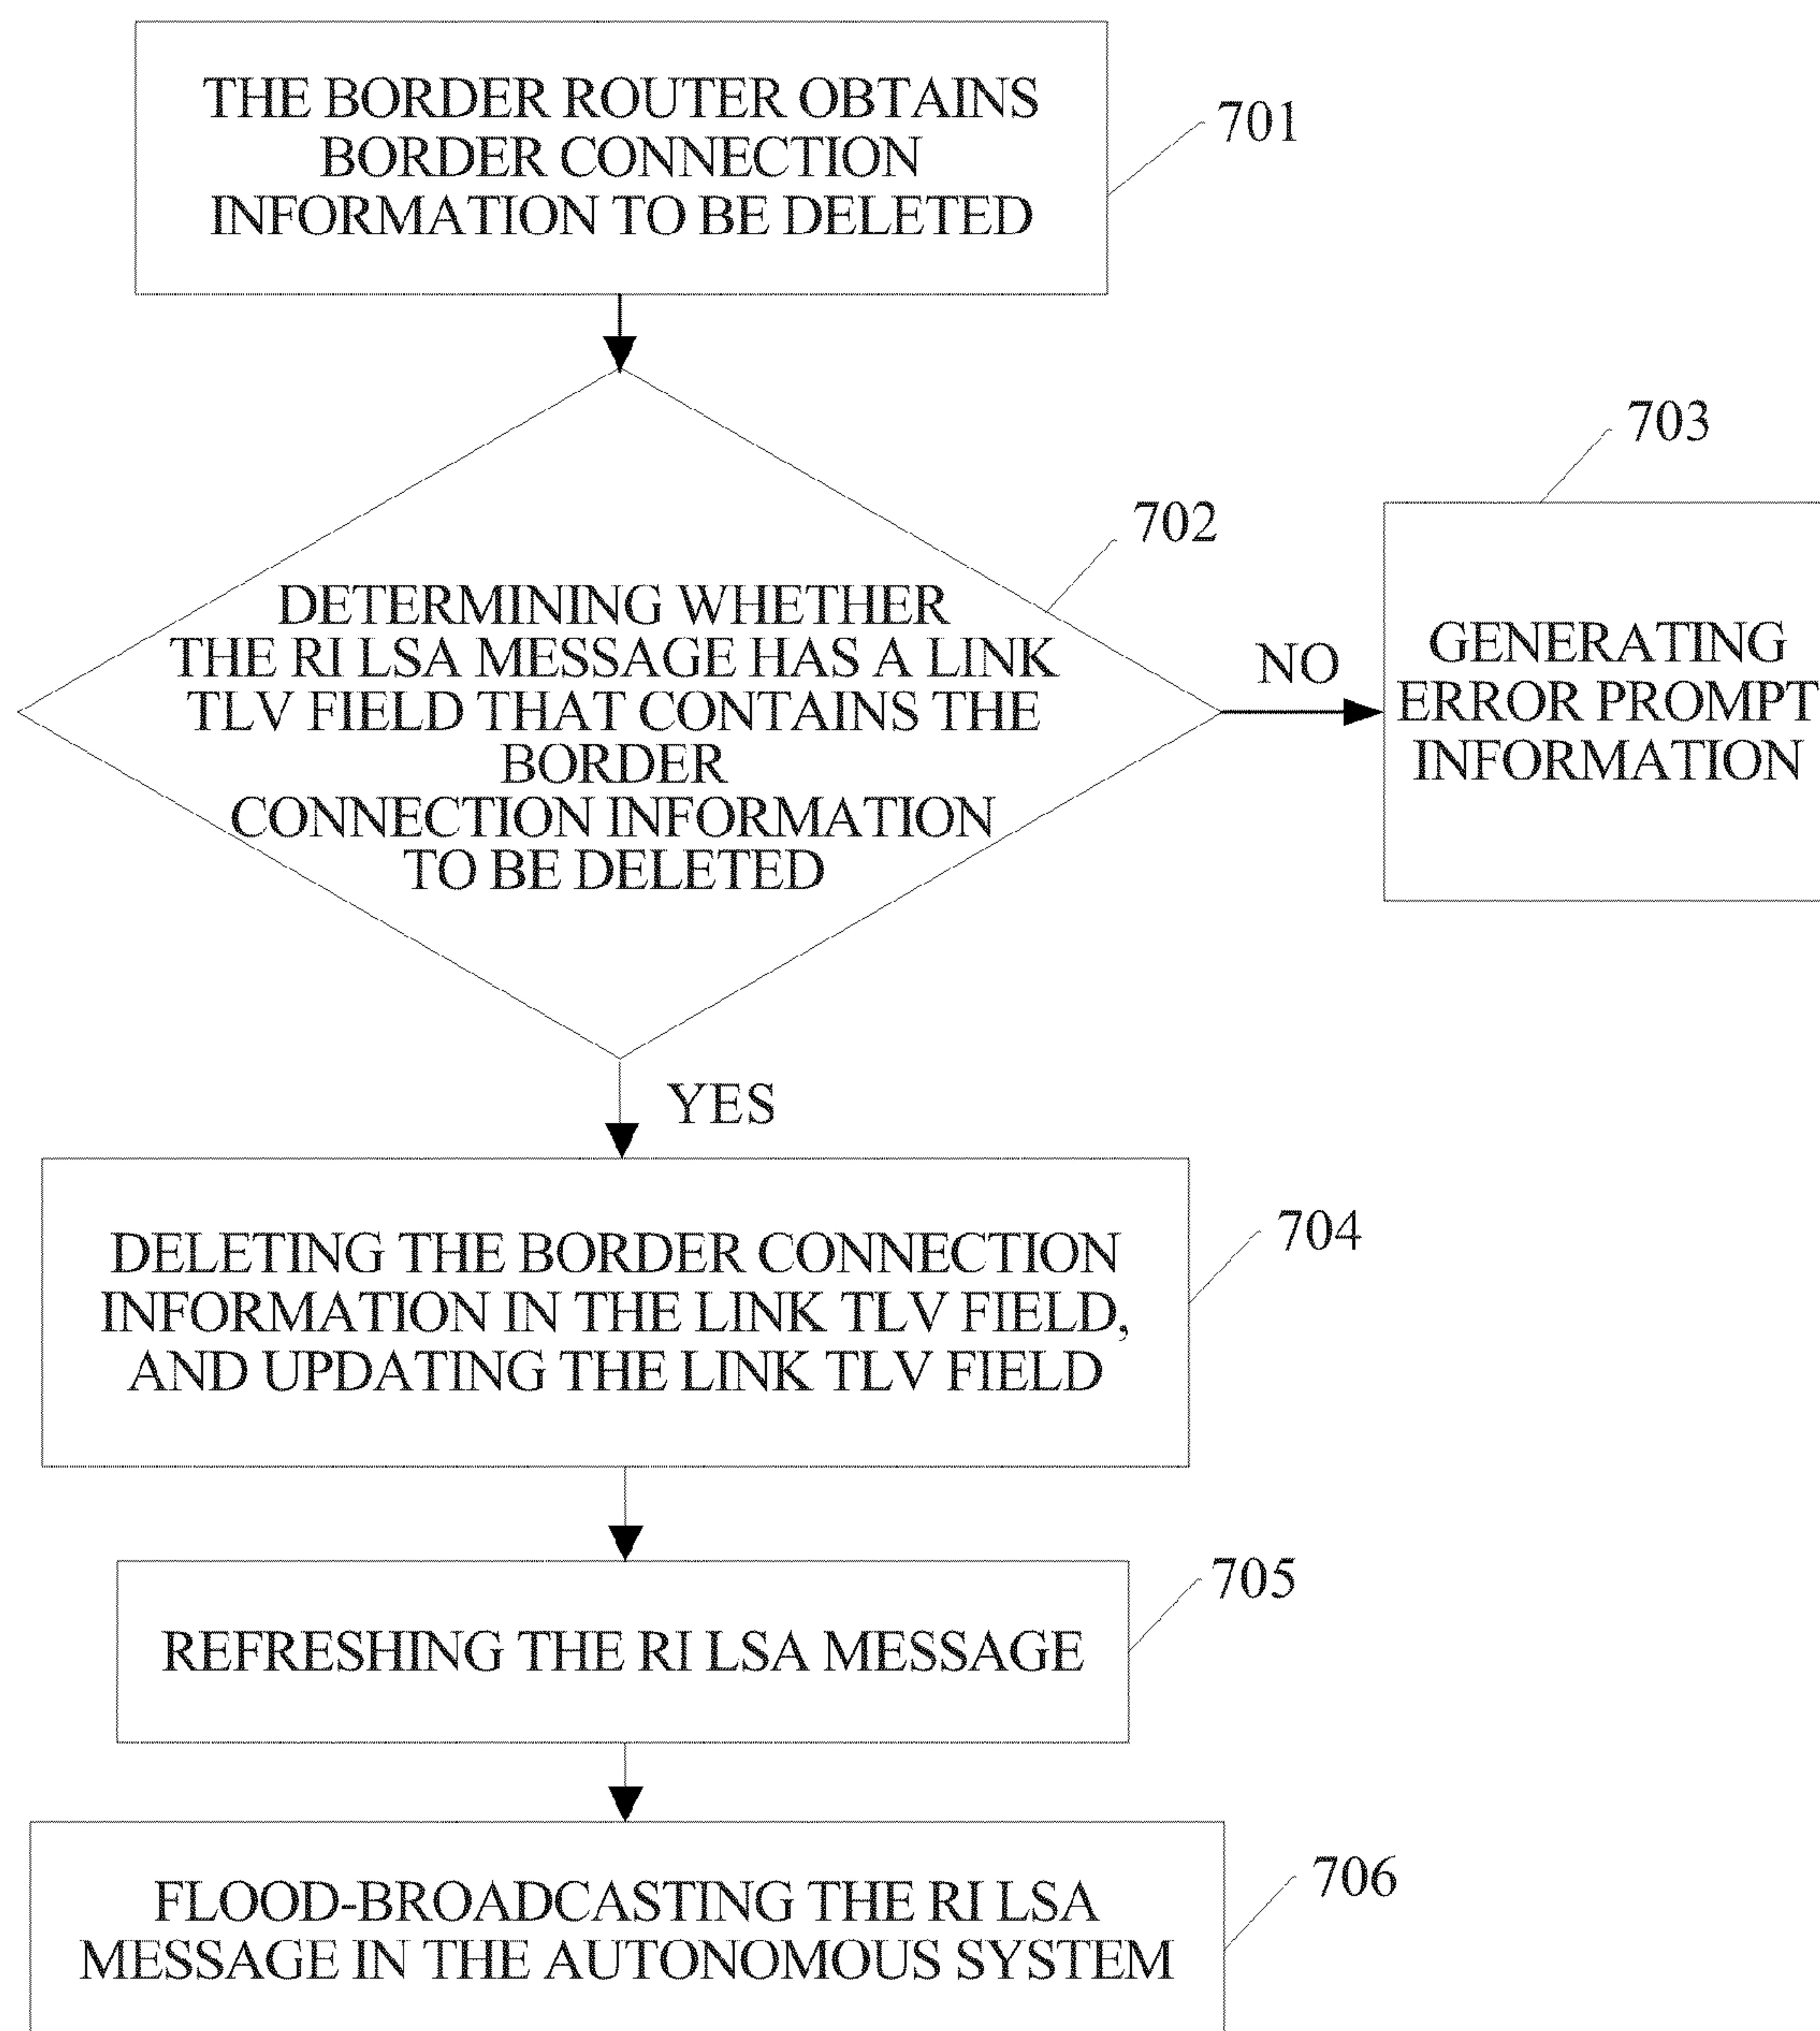 THE BORDER ROUTER OBTAINS
BORDER CONNECTION
INFORMATION TO BE DELETED
701
702
DETERMINING WHETHER
THE RI LSA MESSAGE HAS A LINK
TLV FIELD THAT CONTAINS THE
BORDER
CONNECTION INFORMATION
TO BE DELETED
NO
703
GENERATING
ERROR PROMPT
INFORMATION
YES
DELETING THE BORDER CONNECTION
INFORMATION IN THE LINK TLV FIELD,
AND UPDATING THE LINK TLV FIELD
704
REFRESHING THE RI LSA MESSAGE
705
FLOOD-BROADCASTING THE RI LSA
MESSAGE IN THE AUTONOMOUS SYSTEM
706